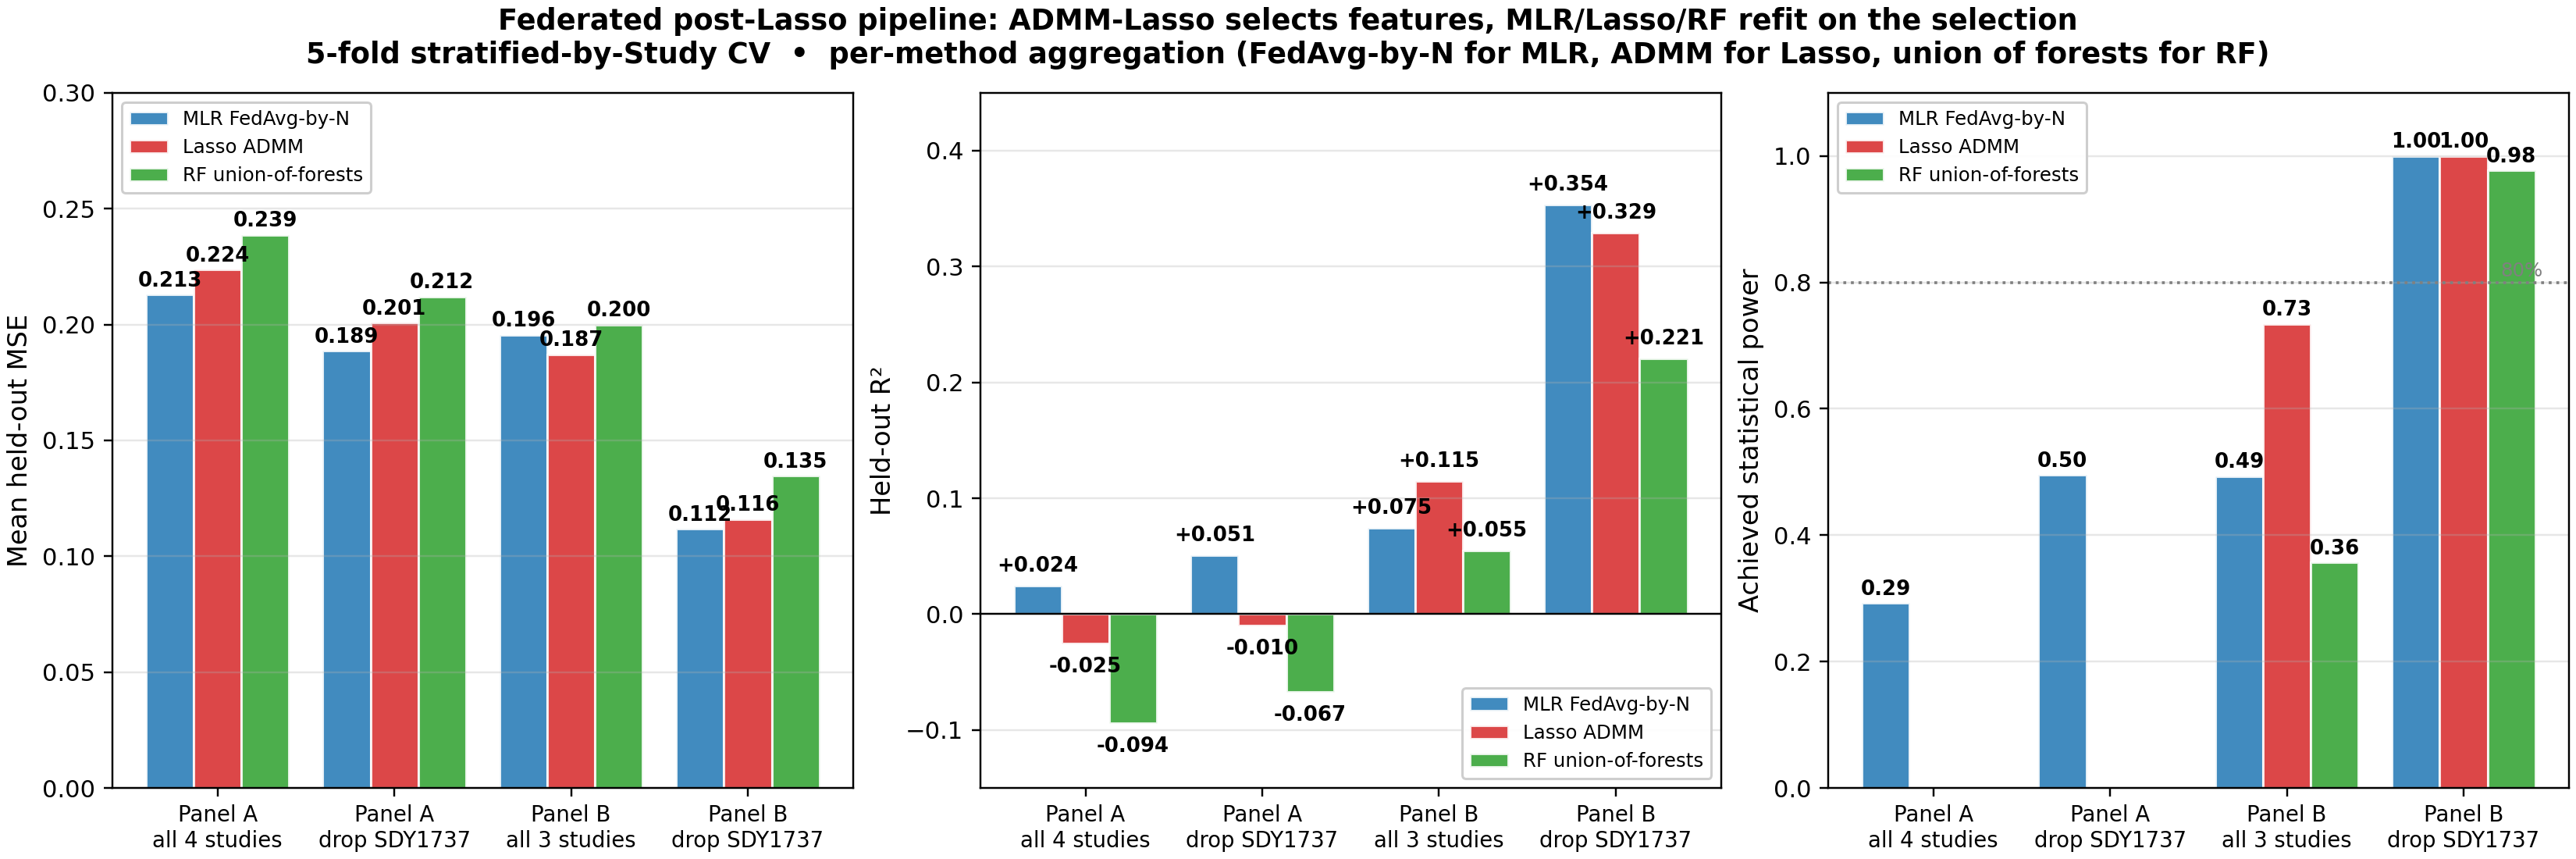 Federated post-Lasso pipeline: ADMM-Lasso selects features, MLR/Lasso/RF refit on the selection
5-fold stratified-by-Study CV • per-method aggregation (FedAvg-by-N for MLR, ADMM for Lasso, union of forests for RF)
Mean held-out MSE
0.30
0.25
0.20
0.15
0.10
0.05
0.00
MLR FedAvg-by-N
Lasso ADMM
RF union-of-forests
0.213
0.224
0.239
0.189
0.201
0.212
0.196
0.187
0.200
0.112
0.116
0.135
Panel A
all 4 studies
Panel A
drop SDY1737
Panel B
all 3 studies
Panel B
drop SDY1737
Held-out R²
0.4
0.3
0.2
0.1
0.0
−0.1
+0.024
-0.025
-0.094
+0.051
-0.010
-0.067
+0.075
+0.115
+0.055
+0.354
+0.329
+0.221
MLR FedAvg-by-N
Lasso ADMM
RF union-of-forests
Panel A
all 4 studies
Panel A
drop SDY1737
Panel B
all 3 studies
Panel B
drop SDY1737
Achieved statistical power
1.0
0.8
0.6
0.4
0.2
0.0
MLR FedAvg-by-N
Lasso ADMM
RF union-of-forests
0.29
0.50
0.49
0.73
0.36
1.00
1.00
0.98
80%
Panel A
all 4 studies
Panel A
drop SDY1737
Panel B
all 3 studies
Panel B
drop SDY1737